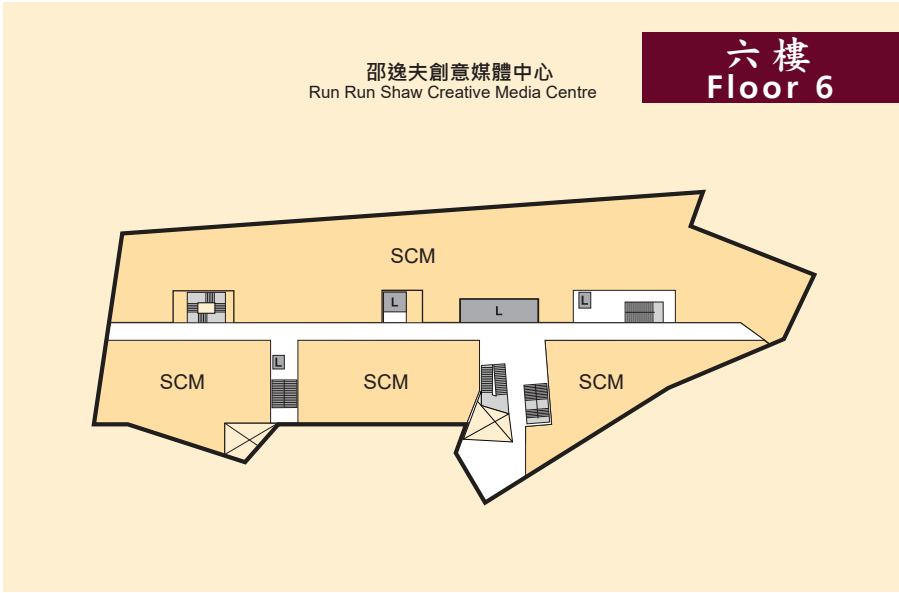 六樓
Floor 6
邵逸夫創意媒體中心
Run Run Shaw Creative Media Centre
SCM
L
L
L
L
SCM
SCM
SCM